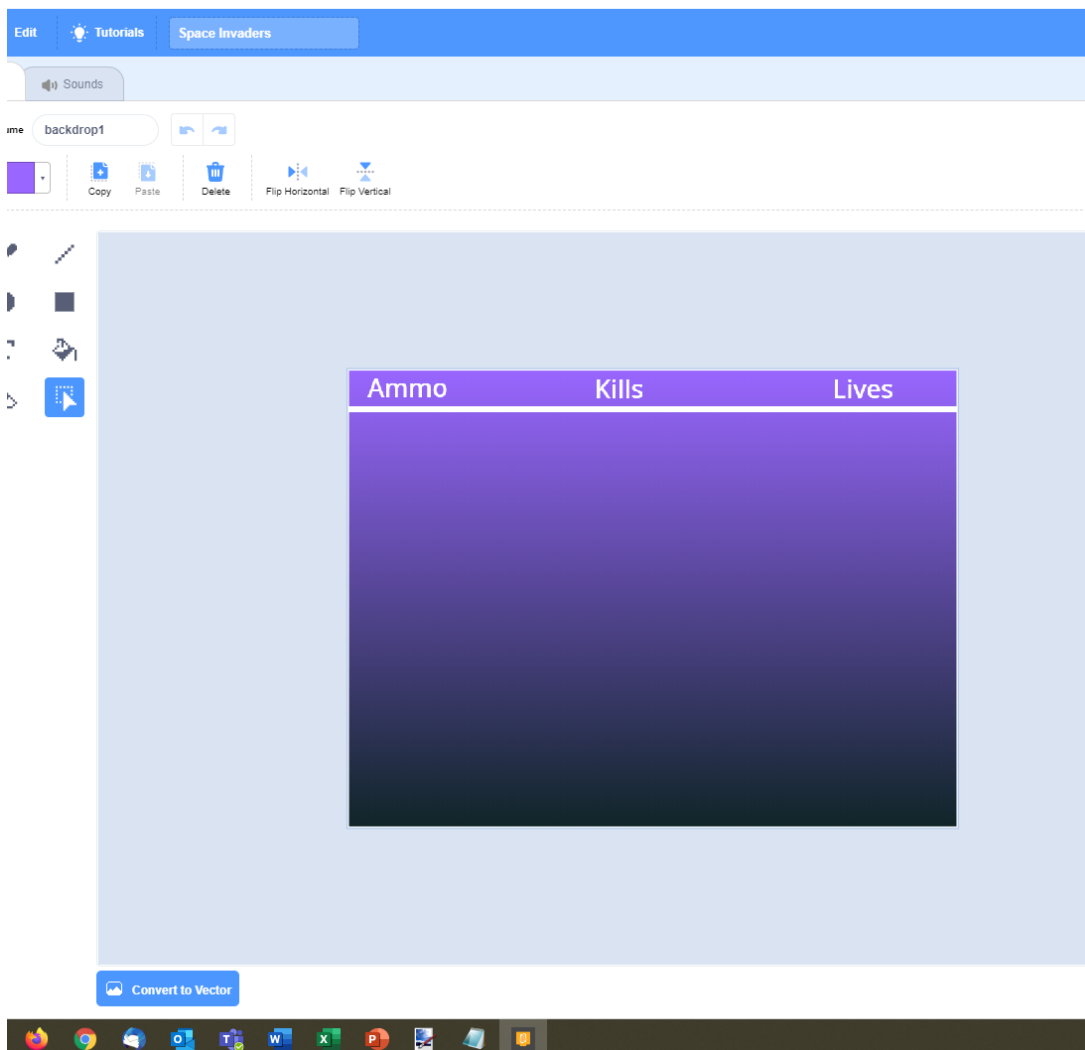 Edit Tutorials Space Invaders
Sounds
backdrop1
Copy Paste Delete Flip Horizontal Flip Vertical
Ammo Kills Lives
Convert to Vector